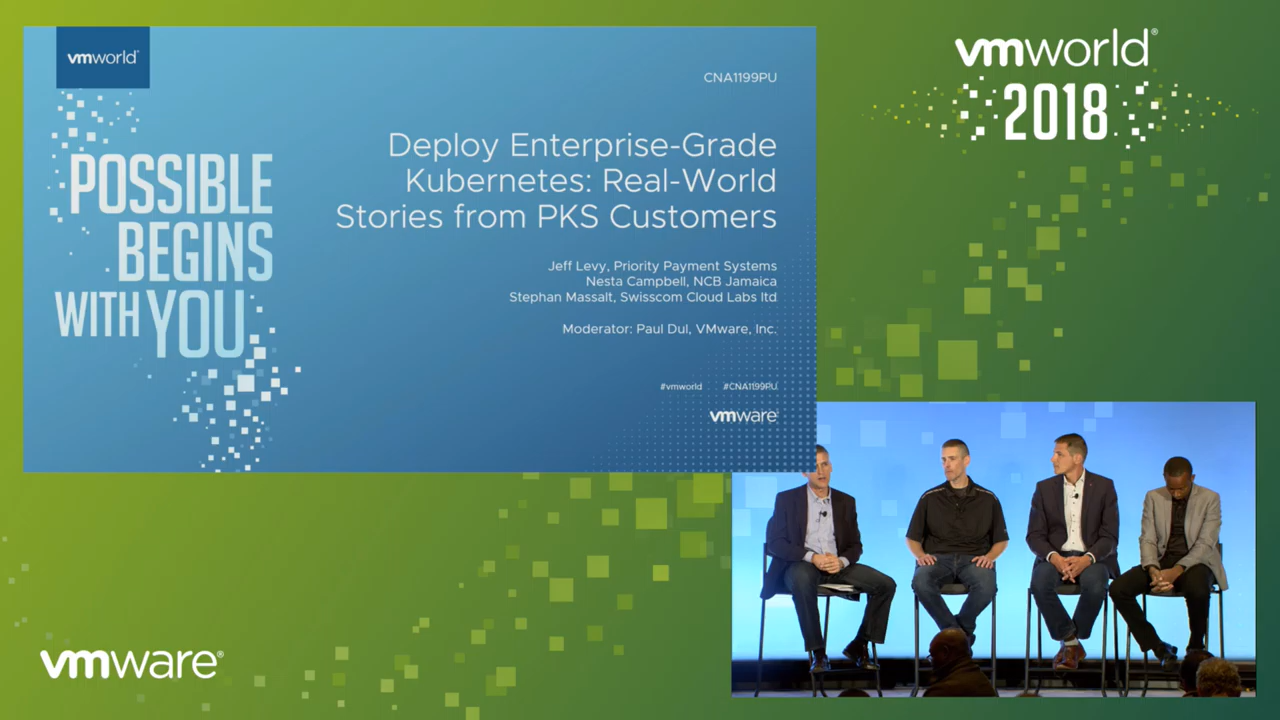 vmworld®
CNA1199PU
POSSIBLE
BEGINS
WITH YOU
Deploy Enterprise-Grade
Kubernetes: Real-World
Stories from PKS Customers
Jeff Levy, Priority Payment Systems
Nesta Campbell, NCB Jamaica
Stephan Massalt, Swisscom Cloud Labs ltd
Moderator: Paul Dul, VMware, Inc.
#vmworld #CNA1199PU
vmware
vmworld®
2018
vmware®